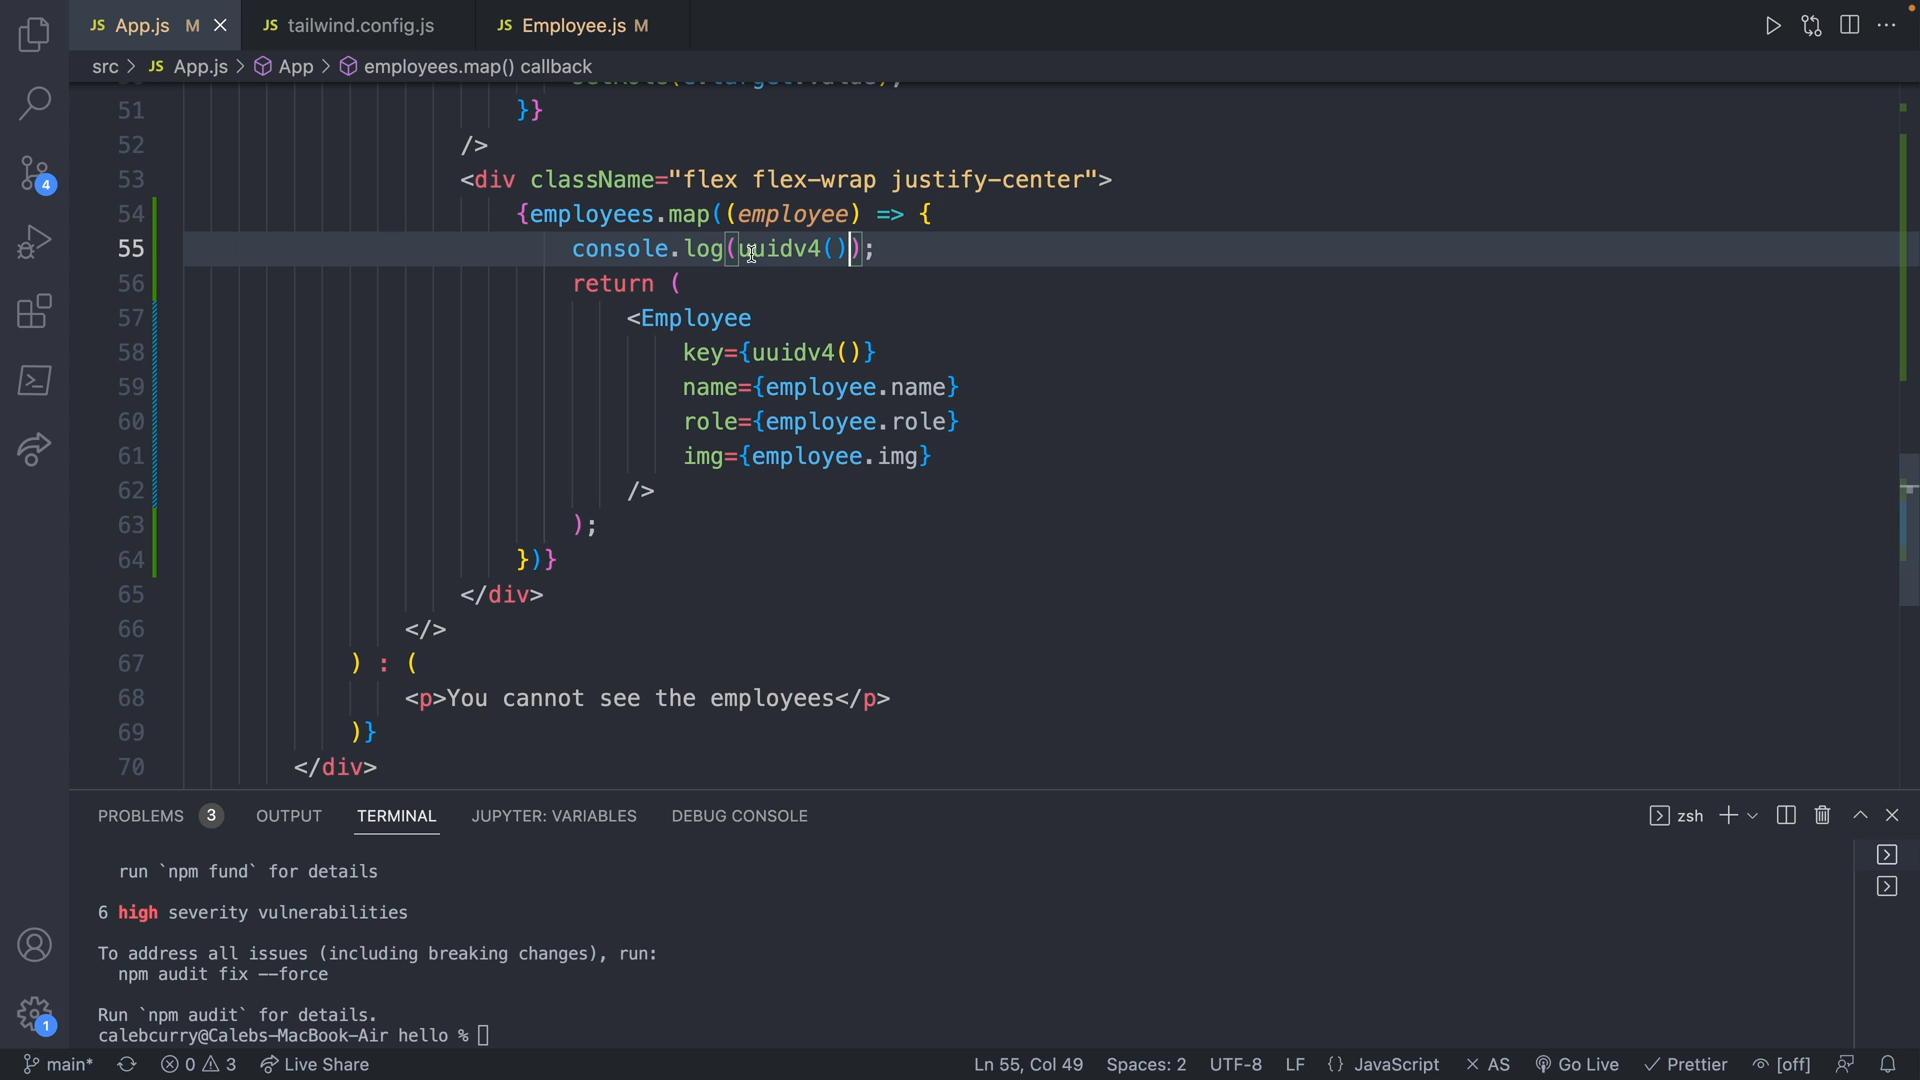 JS App.js M
JS tailwind.config.js
JS Employee.js M
src > JS App.js > App > employees.map() callback
51 }}
52 />
53 <div className="flex flex-wrap justify-center">
54 {employees.map((employee) => {
55 console.log(uuidv4());
56 return (
57 <Employee
58 key={uuidv4()}
59 name={employee.name}
60 role={employee.role}
61 img={employee.img}
62 />
63 );
64 })}
65 </div>
66 </>
67 ) : (
68 <p>You cannot see the employees</p>
69 )}
70 </div>
4
PROBLEMS 3 OUTPUT TERMINAL JUPYTER: VARIABLES DEBUG CONSOLE
zsh
run `npm fund` for details
6 high severity vulnerabilities
To address all issues (including breaking changes), run:
npm audit fix --force
Run `npm audit` for details.
calebcurry@Calebs-MacBook-Air hello %
1
main* 0 3 Live Share
Ln 55, Col 49 Spaces: 2 UTF-8 LF {} JavaScript × AS Go Live ✓ Prettier [off]